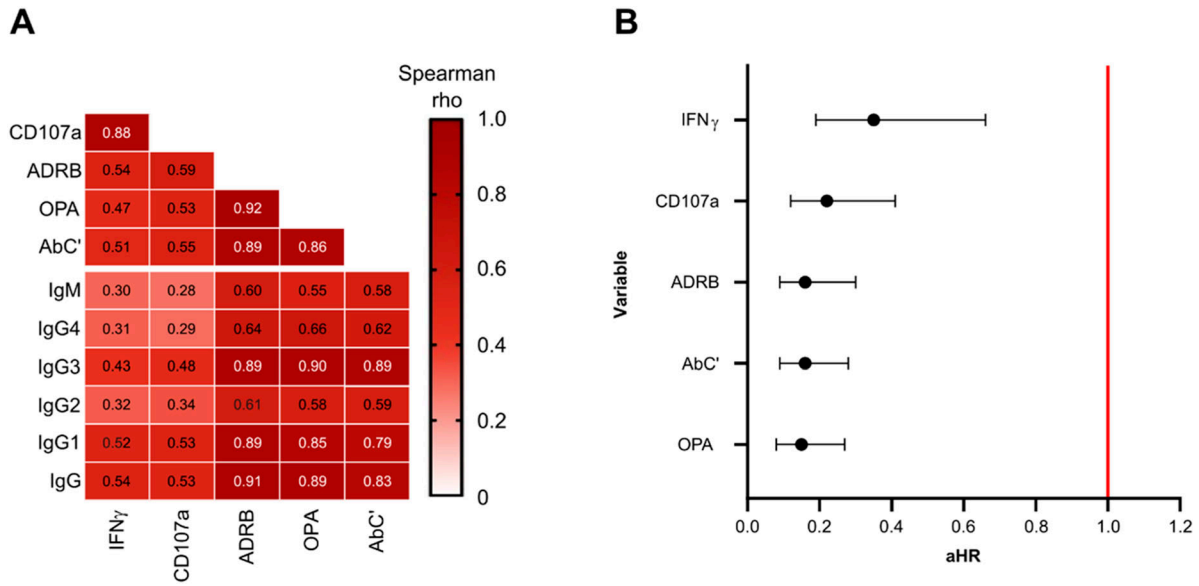 A
Spearman
rho
CD107a 0.88 1.0
ADRB 0.54 0.59 0.8
OPA 0.47 0.53 0.92
AbC' 0.51 0.55 0.89 0.86 0.6
IgM 0.30 0.28 0.60 0.55 0.58
IgG4 0.31 0.29 0.64 0.66 0.62 0.4
IgG3 0.43 0.48 0.89 0.90 0.89
IgG2 0.32 0.34 0.61 0.58 0.59 0.2
IgG1 0.52 0.53 0.89 0.85 0.79
IgG 0.54 0.53 0.91 0.89 0.83 0
IFNγ CD107a ADRB OPA AbC'
B
Variable
IFNγ
CD107a
ADRB
AbC'
OPA
0.0 0.2 0.4 0.6 0.8 1.0 1.2
aHR